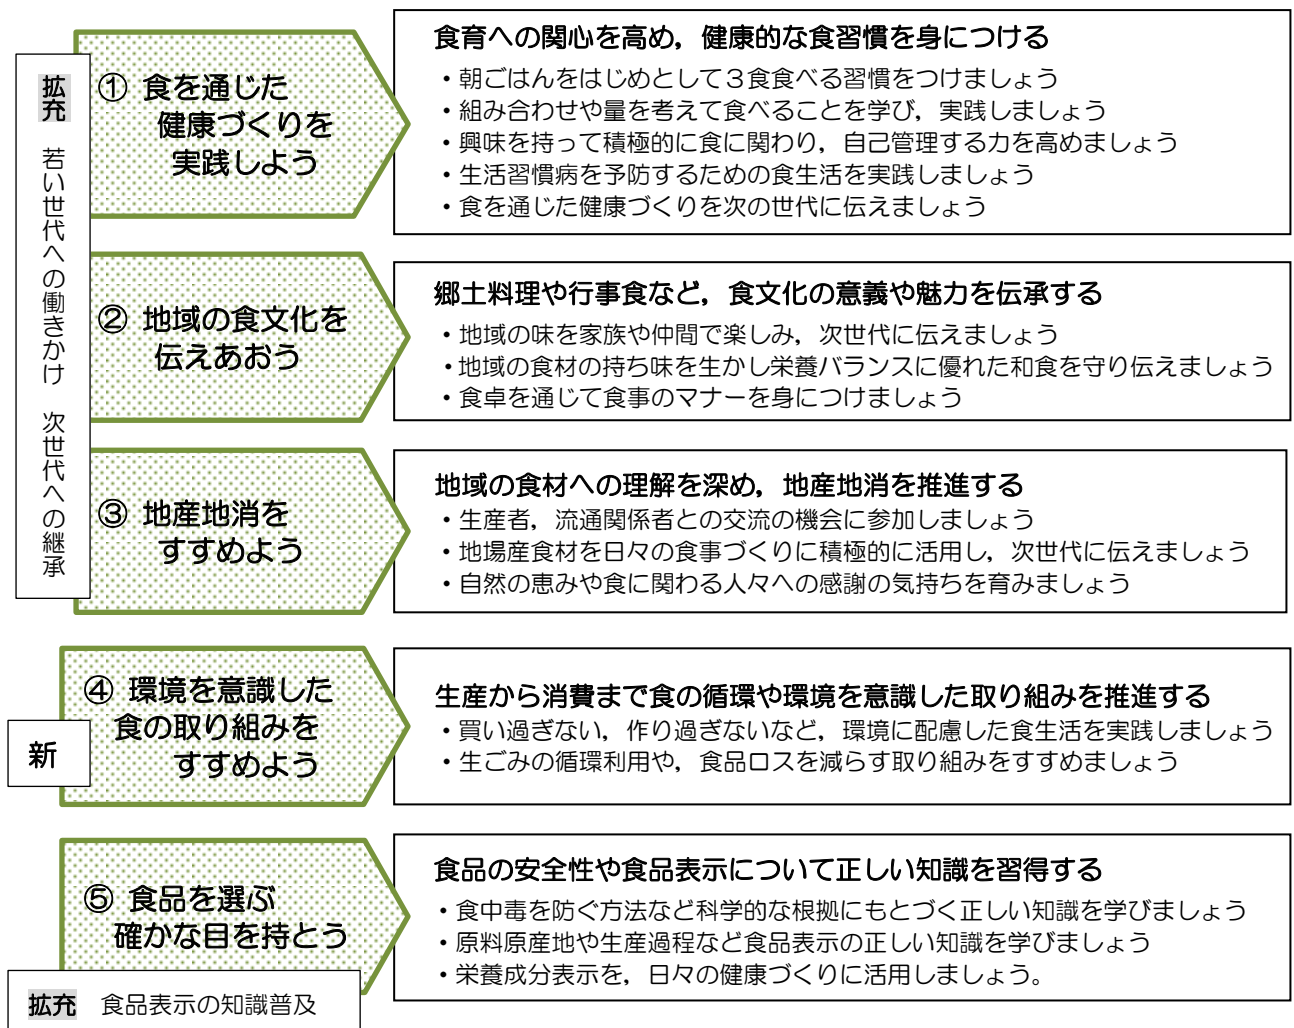 拡充　若い世代への働きかけ　次世代への継承
① 食を通じた
健康づくりを
実践しよう
食育への関心を高め，健康的な食習慣を身につける
・朝ごはんをはじめとして３食食べる習慣をつけましょう
・組み合わせや量を考えて食べることを学び，実践しましょう
・興味を持って積極的に食に関わり，自己管理する力を高めましょう
・生活習慣病を予防するための食生活を実践しましょう
・食を通じた健康づくりを次の世代に伝えましょう
② 地域の食文化を
伝えあおう
郷土料理や行事食など，食文化の意義や魅力を伝承する
・地域の味を家族や仲間で楽しみ，次世代に伝えましょう
・地域の食材の持ち味を生かし栄養バランスに優れた和食を守り伝えましょう
・食卓を通じて食事のマナーを身につけましょう
③ 地産地消を
すすめよう
地域の食材への理解を深め，地産地消を推進する
・生産者，流通関係者との交流の機会に参加しましょう
・地場産食材を日々の食事づくりに積極的に活用し，次世代に伝えましょう
・自然の恵みや食に関わる人々への感謝の気持ちを育みましょう
新
④ 環境を意識した
食の取り組みを
すすめよう
生産から消費まで食の循環や環境を意識した取り組みを推進する
・買い過ぎない，作り過ぎないなど，環境に配慮した食生活を実践しましょう
・生ごみの循環利用や，食品ロスを減らす取り組みをすすめましょう
⑤ 食品を選ぶ
確かな目を持とう
拡充　食品表示の知識普及
食品の安全性や食品表示について正しい知識を習得する
・食中毒を防ぐ方法など科学的な根拠にもとづく正しい知識を学びましょう
・原料原産地や生産過程など食品表示の正しい知識を学びましょう
・栄養成分表示を，日々の健康づくりに活用しましょう。